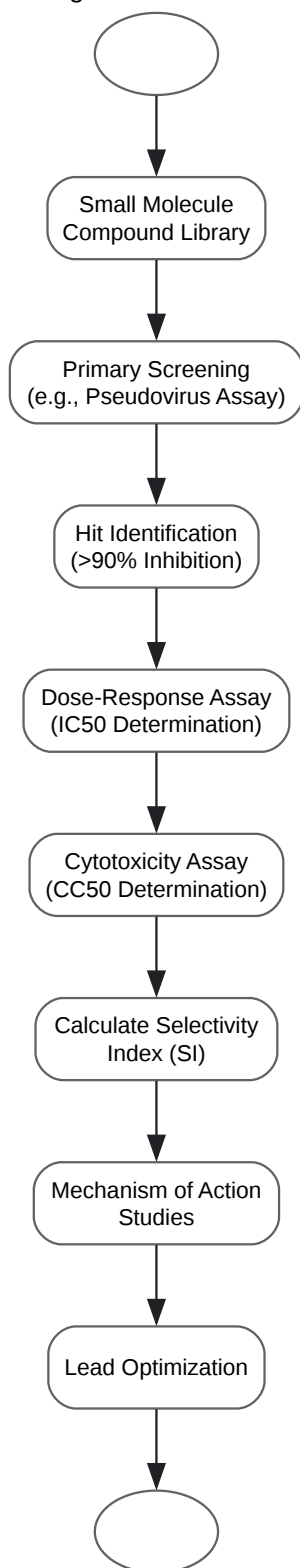 Small Molecule
Compound Library
Primary Screening
(e.g., Pseudovirus Assay)
Hit Identification
(>90% Inhibition)
Dose-Response Assay
(IC50 Determination)
Cytotoxicity Assay
(CC50 Determination)
Calculate Selectivity
Index (SI)
Mechanism of Action
Studies
Lead Optimization